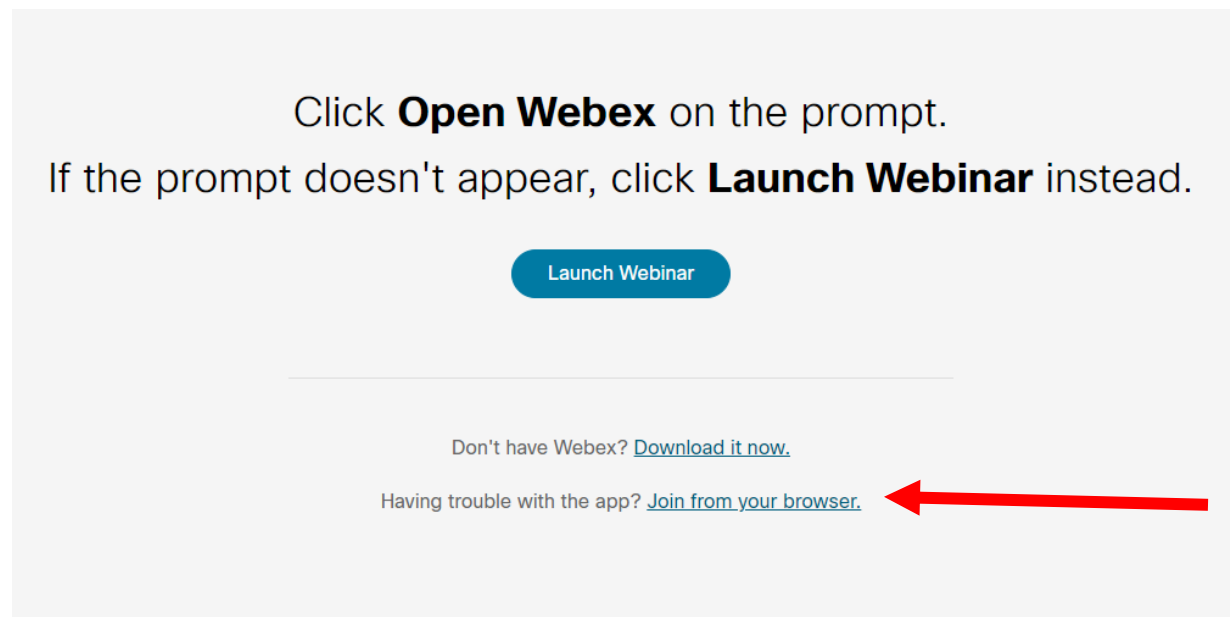 Click Open Webex on the prompt.
If the prompt doesn't appear, click Launch Webinar instead.
Launch Webinar
Don't have Webex? Download it now.
Having trouble with the app? Join from your browser.